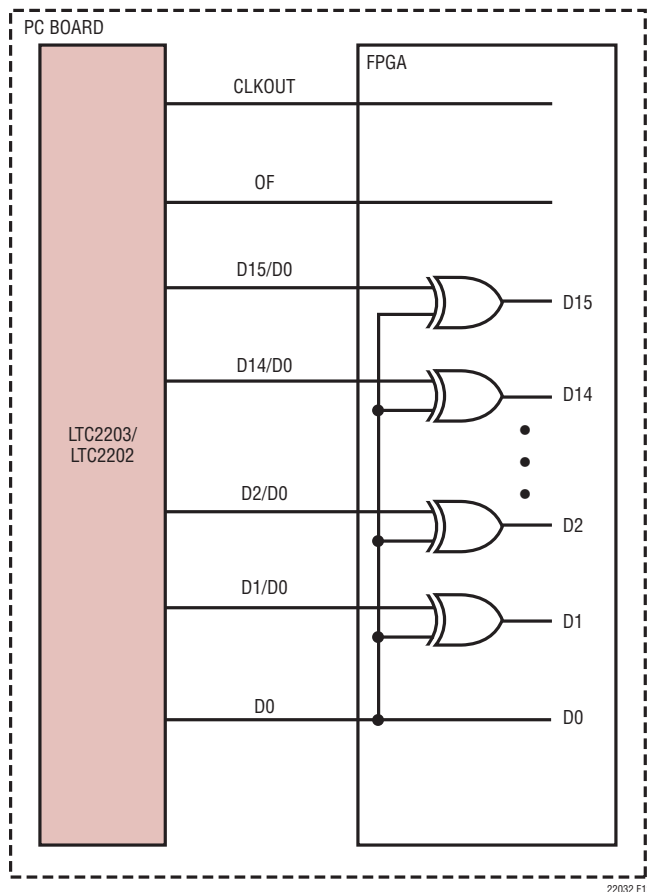 PC BOARD
FPGA
CLKOUT
OF
D15/D0
D15
D14/D0
D14
LTC2203/
LTC2202
D2/D0
D2
D1/D0
D1
D0
D0
22032 F1